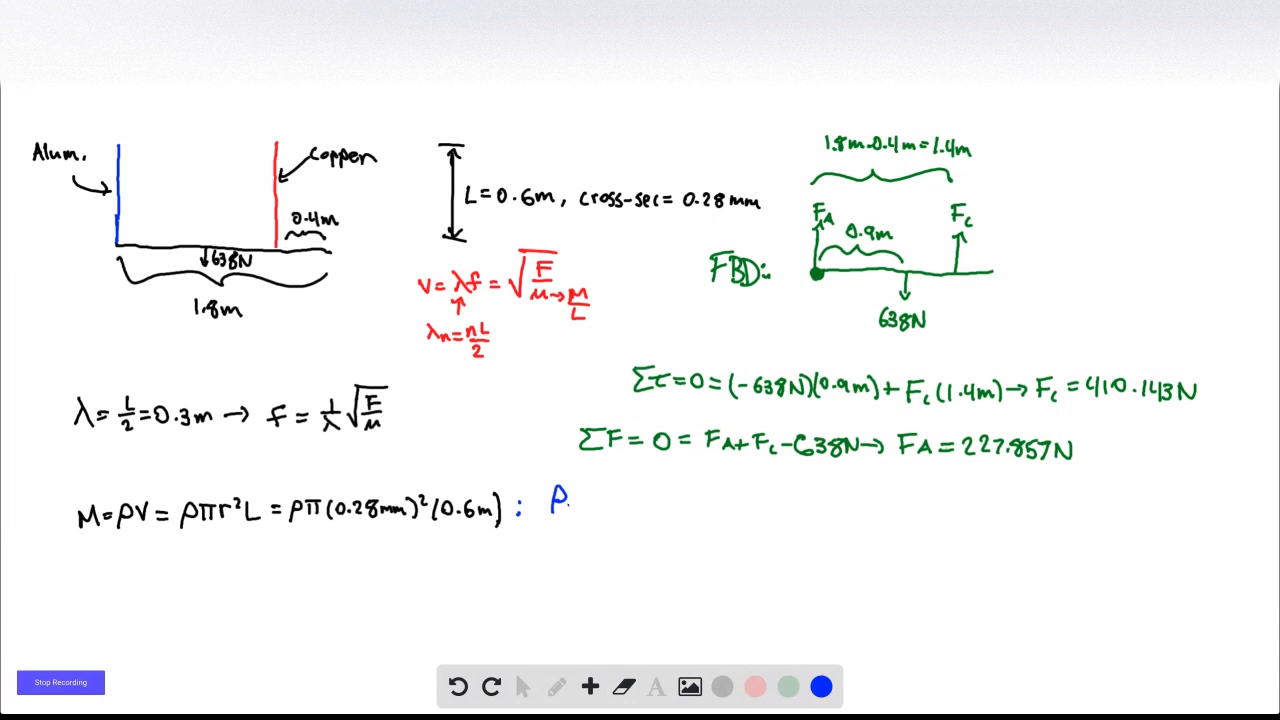 Alum.
Copper
0.4m
↓638N
1.8m
L=0.6m, cross-sec= 0.28mm
v= λf = √(F/μ) → M/L
λn = nL/2
1.8m-0.4m=1.4m
FA
0.9m
Fc
FBD:
638N
Στ=0=(-638N)(0.9m)+Fc(1.4m)→Fc=410.143N
λ= L/2 =0.3m → f = 1/λ √(F/μ)
ΣF=0= FA+Fc-638N→ FA=227.857N
M=ρV= ρπr²L = ρπ(0.28mm)²(0.6m) : ρ.
Stop Recording
A